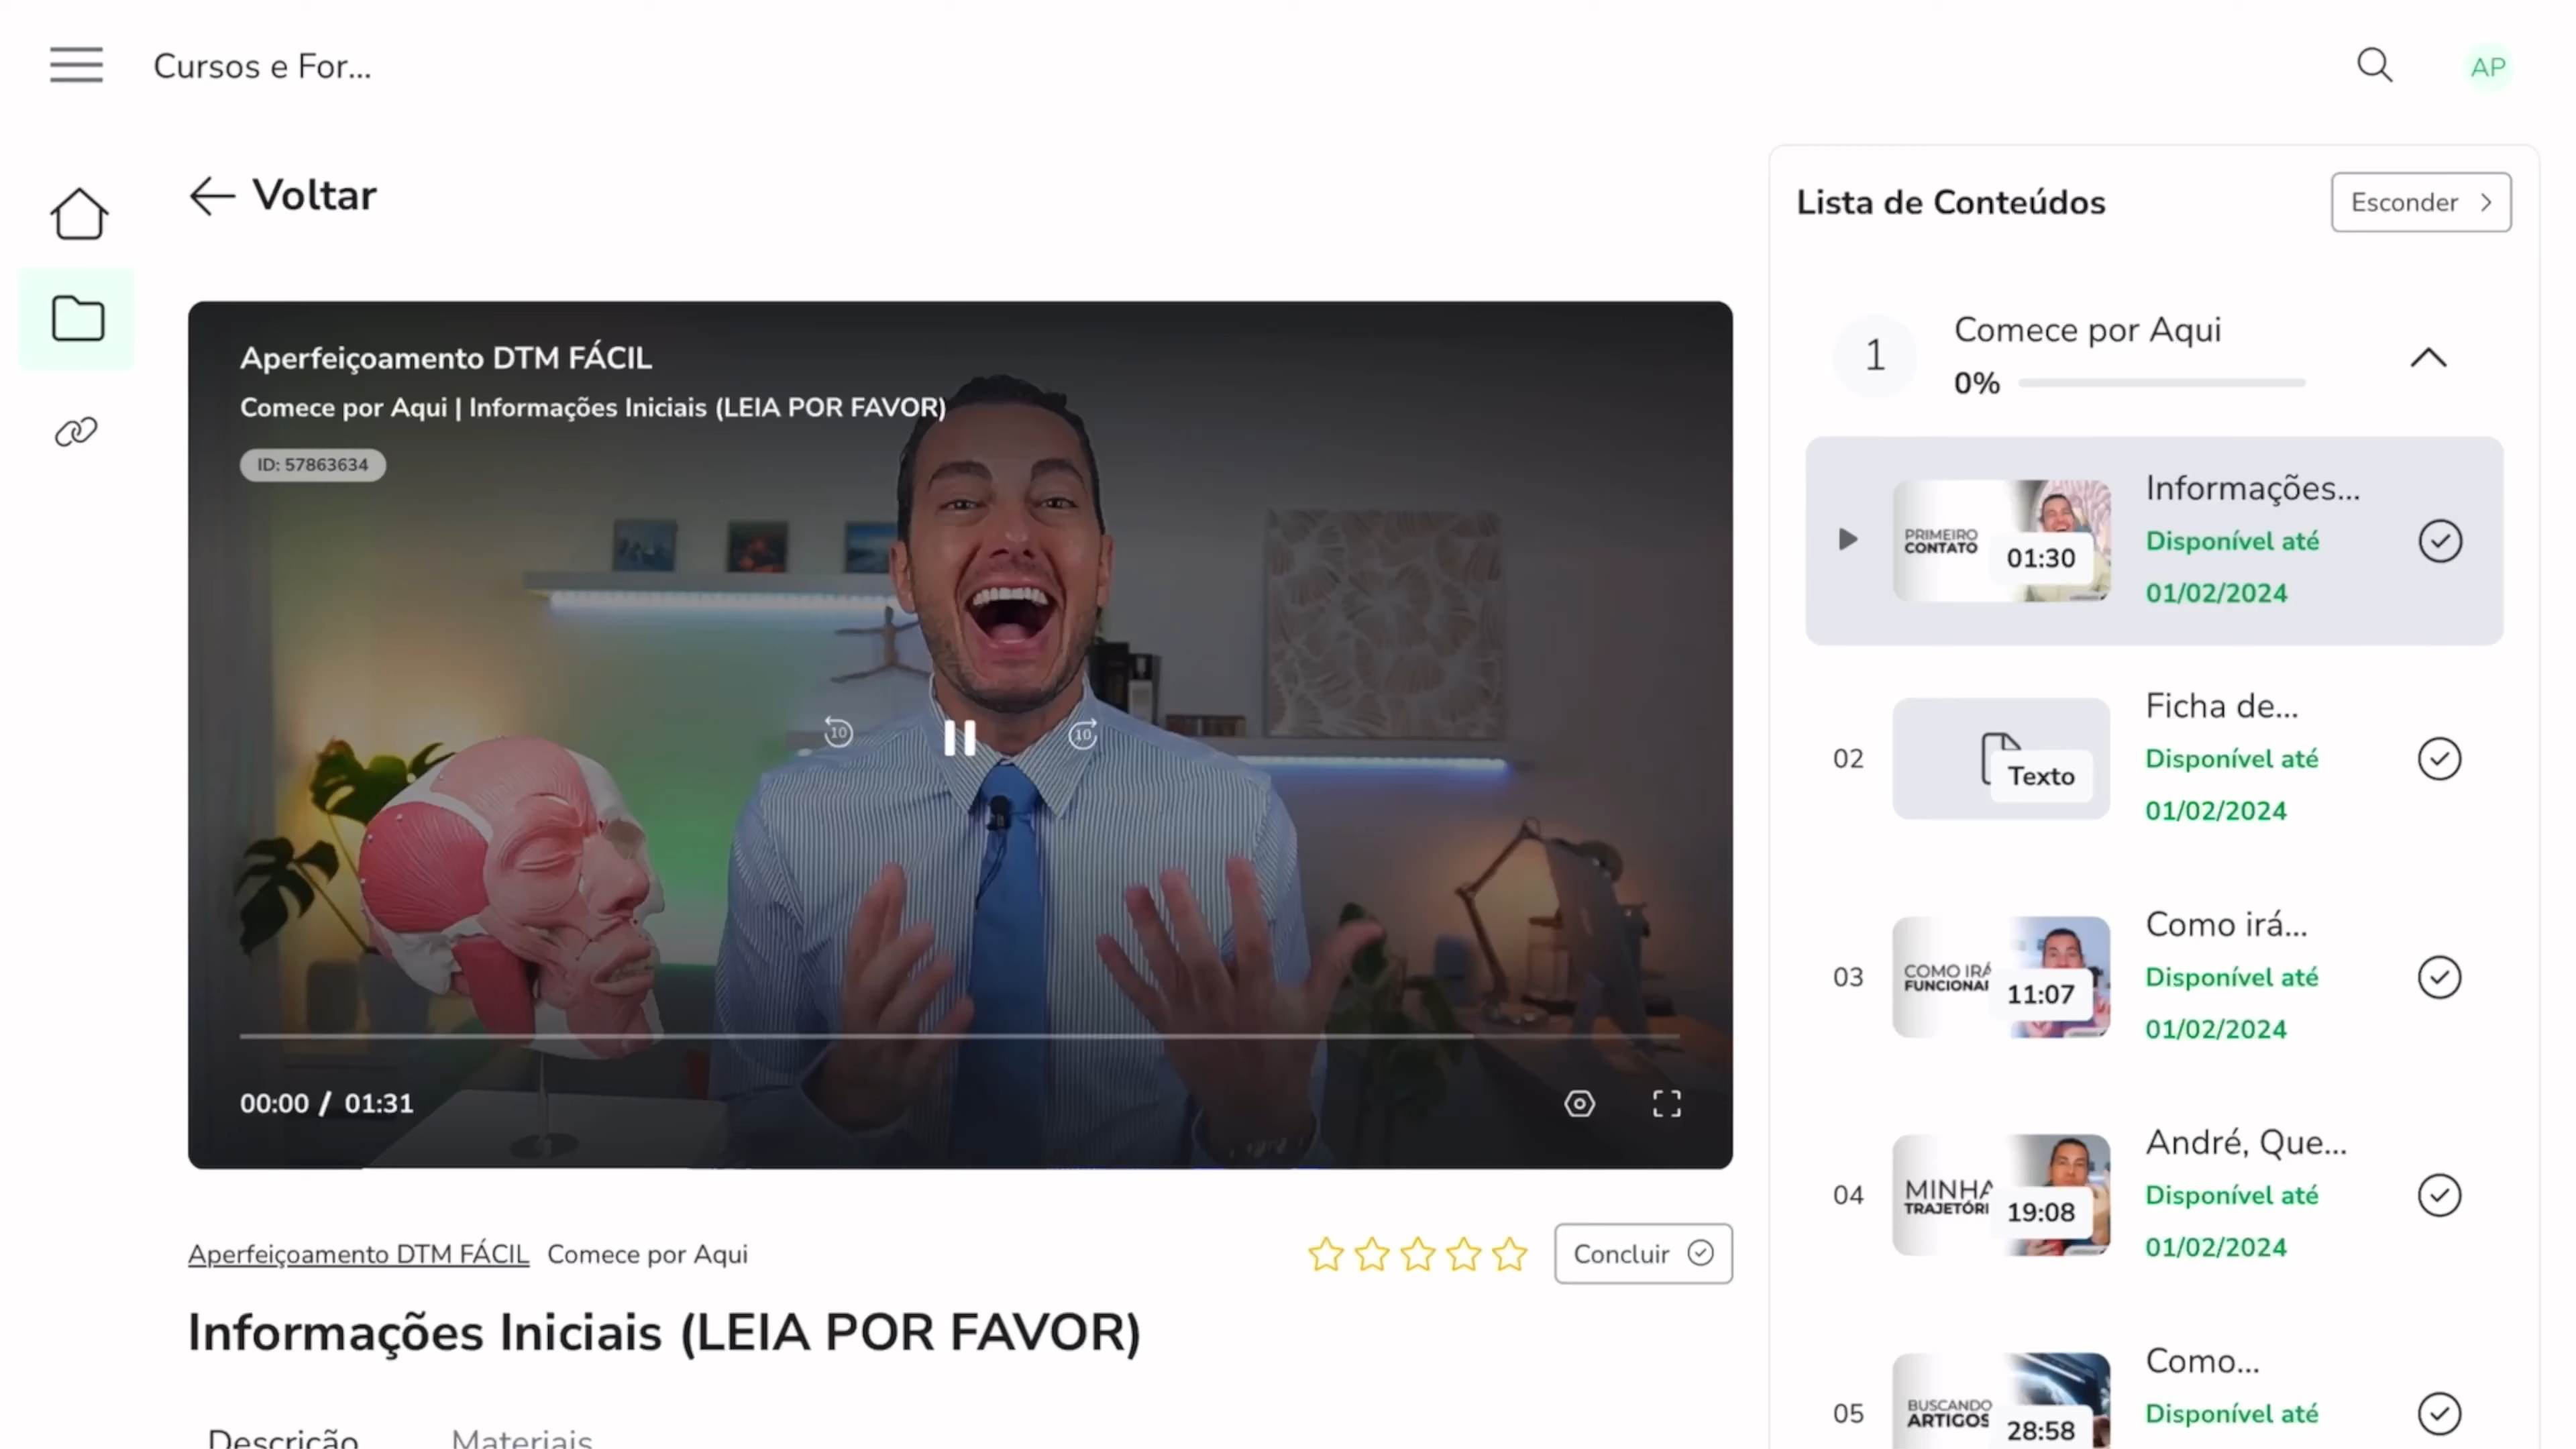 Cursos e For...
AP
Voltar
Aperfeiçoamento DTM FÁCIL
Comece por Aqui | Informações Iniciais (LEIA POR FAVOR)
ID: 57863634
10
10
00:00 / 01:31
Aperfeiçoamento DTM FÁCIL Comece por Aqui
Concluir
Informações Iniciais (LEIA POR FAVOR)
Descrição Materiais
Lista de Conteúdos
Esconder
1
Comece por Aqui
0%
PRIMEIRO
CONTATO
01:30
Informações...
Disponível até
01/02/2024
02
Texto
Ficha de...
Disponível até
01/02/2024
03
COMO IRÁ
FUNCIONAR
11:07
Como irá...
Disponível até
01/02/2024
04
MINHA
TRAJETÓRI
19:08
André, Que...
Disponível até
01/02/2024
05
BUSCANDO
ARTIGOS
28:58
Como...
Disponível até